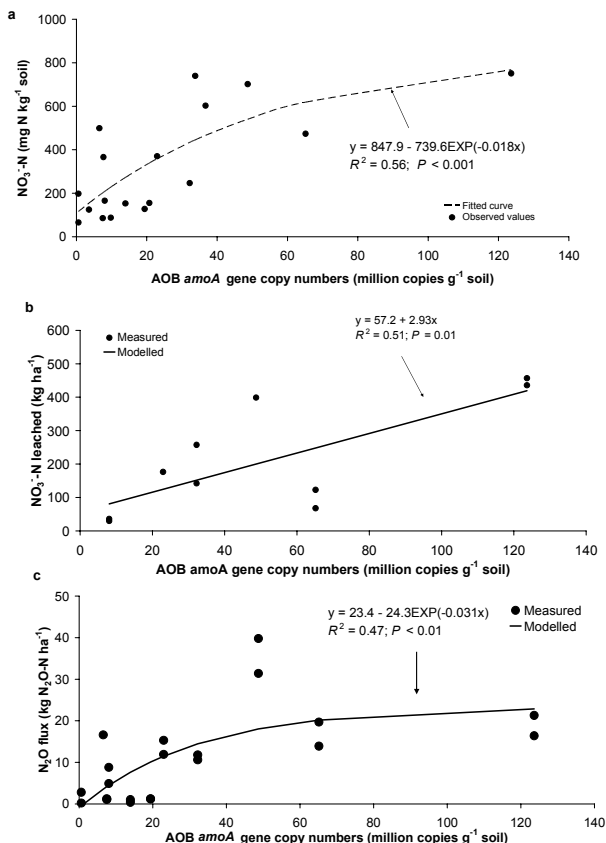 a
1000
800
600
400
200
0
NO₃⁻-N (mg N kg⁻¹ soil)
y = 847.9 - 739.6EXP(-0.018x)
R² = 0.56; P < 0.001
Fitted curve
Observed values
0 20 40 60 80 100 120 140
AOB amoA gene copy numbers (million copies g⁻¹ soil)
b
y = 57.2 + 2.93x
R² = 0.51; P = 0.01
Measured
Modelled
600
500
400
300
200
100
0
NO₃⁻-N leached (kg ha⁻¹)
0 20 40 60 80 100 120 140
AOB amoA gene copy numbers (million copies g⁻¹ soil)
c
y = 23.4 - 24.3EXP(-0.031x)
R² = 0.47; P < 0.01
Measured
Modelled
50
40
30
20
10
0
N₂O flux (kg N₂O-N ha⁻¹)
0 20 40 60 80 100 120 140
AOB amoA gene copy numbers (million copies g⁻¹ soil)